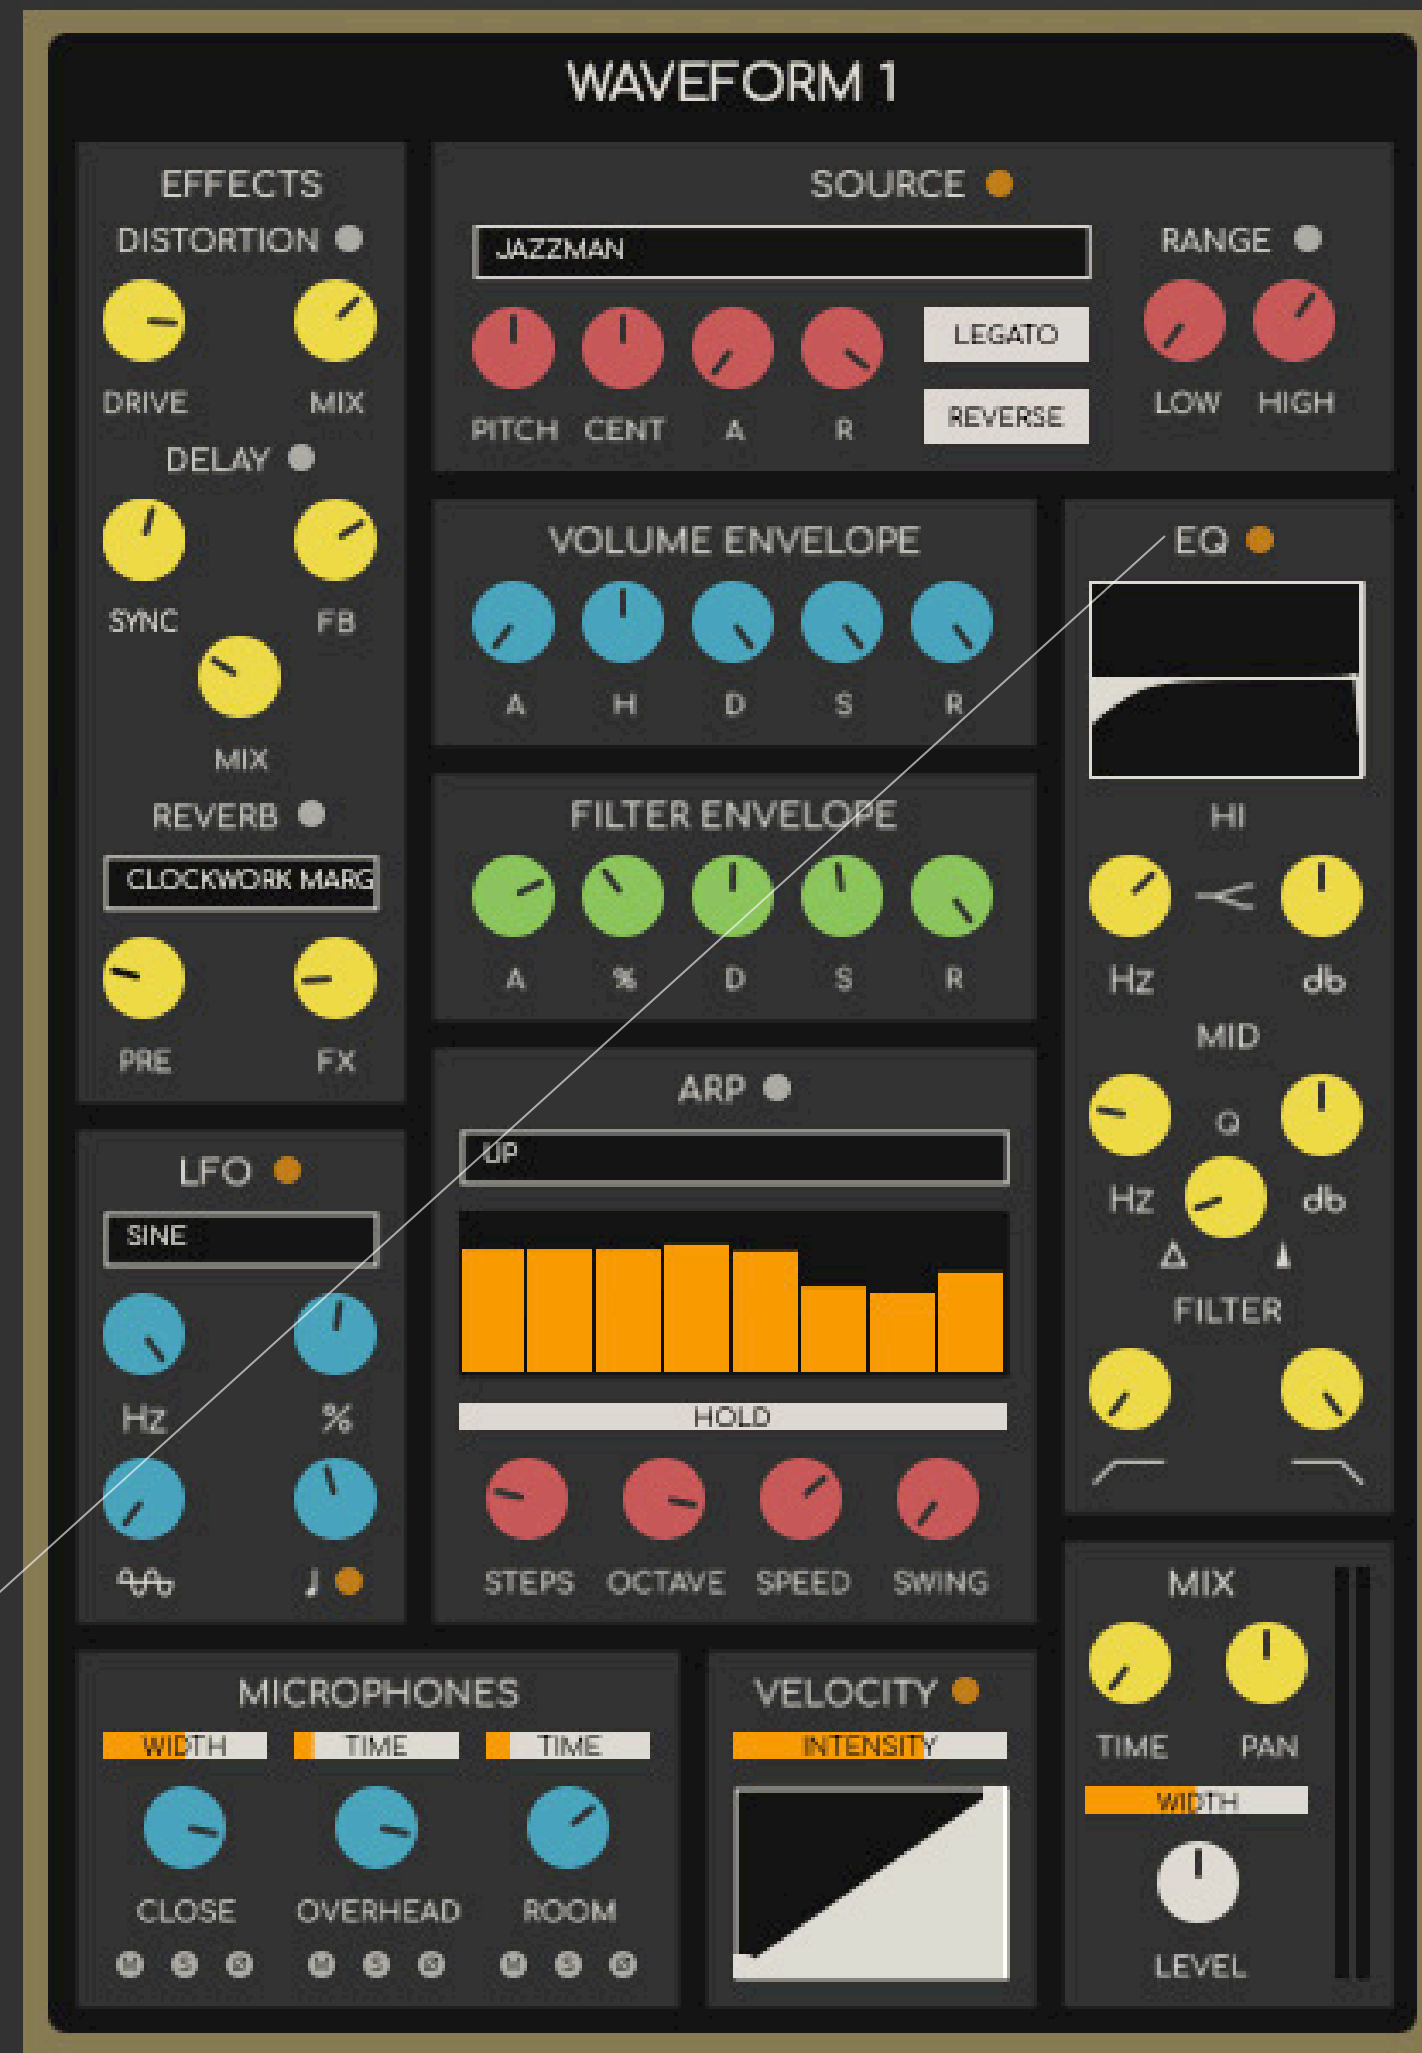 WAVEFORM 1
EFFECTS
DISTORTION
DRIVE MIX
DELAY
SYNC FB
MIX
REVERB
CLOCKWORK MARG
PRE FX
LFO
SINE
Hz %
SOURCE
JAZZMAN
PITCH CENT A R
LEGATO
REVERSE
RANGE
LOW HIGH
VOLUME ENVELOPE
A H D S R
FILTER ENVELOPE
A % D S R
ARP
UP
HOLD
STEPS OCTAVE SPEED SWING
EQ
HI
Hz db
MID
Q
Hz db
FILTER
MICROPHONES
WIDTH TIME TIME
CLOSE OVERHEAD ROOM
M S Ø M S Ø M S Ø
VELOCITY
INTENSITY
MIX
TIME PAN
WIDTH
LEVEL